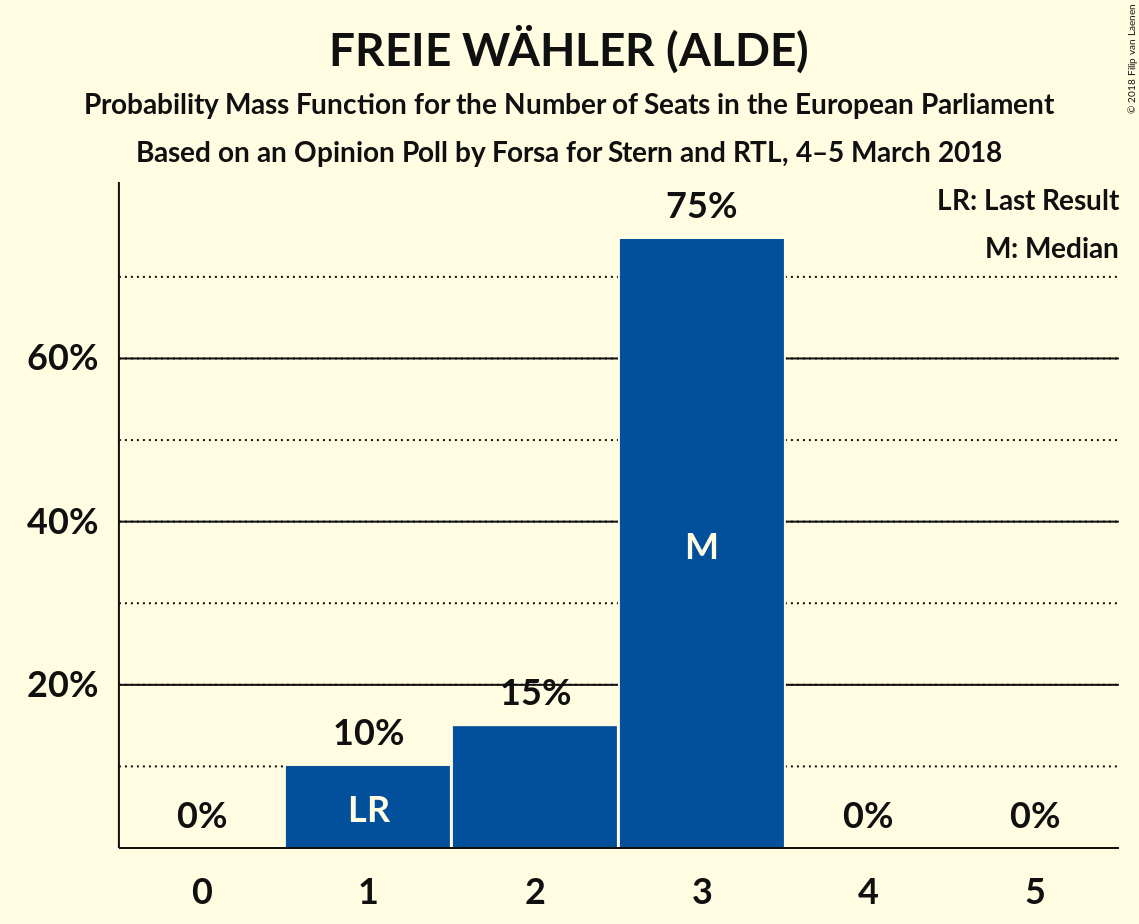 FREIE WÄHLER (ALDE)
Probability Mass Function for the Number of Seats in the European Parliament
Based on an Opinion Poll by Forsa for Stern and RTL, 4–5 March 2018
© 2018 Filip van Laenen
LR: Last Result
M: Median
75%
60%
40%
M
20%
15%
10%
LR
0%
0%
0%
0
1
2
3
4
5